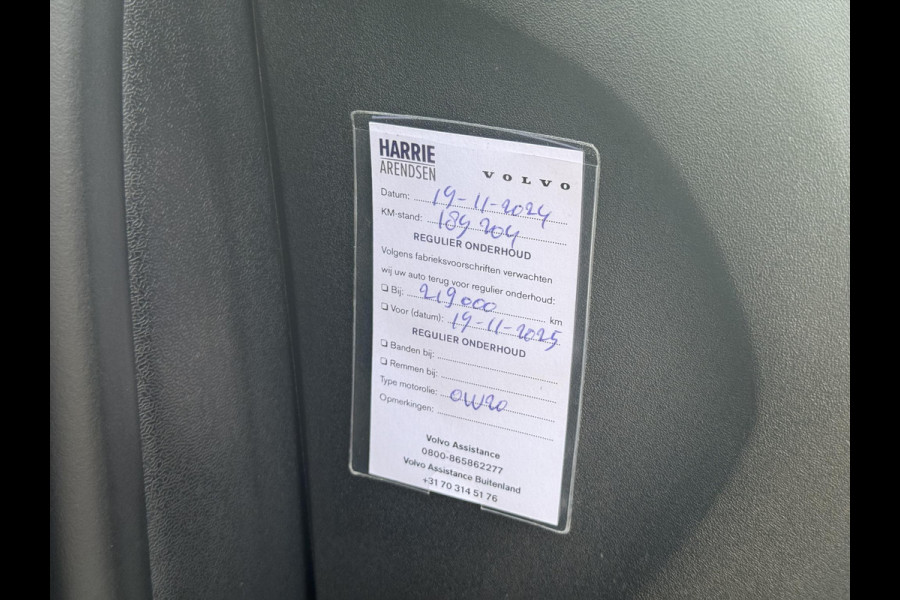 HARRIE
ARENDSEN
VOLVO
Datum: 19-11-2024
KM-stand: 189 204
REGULIER ONDERHOUD
Volgens fabrieksvoorschriften verwachten
wij uw auto terug voor regulier onderhoud:
❏ Bij: 219000 km
❏ Voor (datum): 19-11-2025
REGULIER ONDERHOUD
❏ Banden bij:
❏ Remmen bij:
Type motorolie: 0W20
Opmerkingen:
Volvo Assistance
0800-865862277
Volvo Assistance Buitenland
+31 70 314 51 76